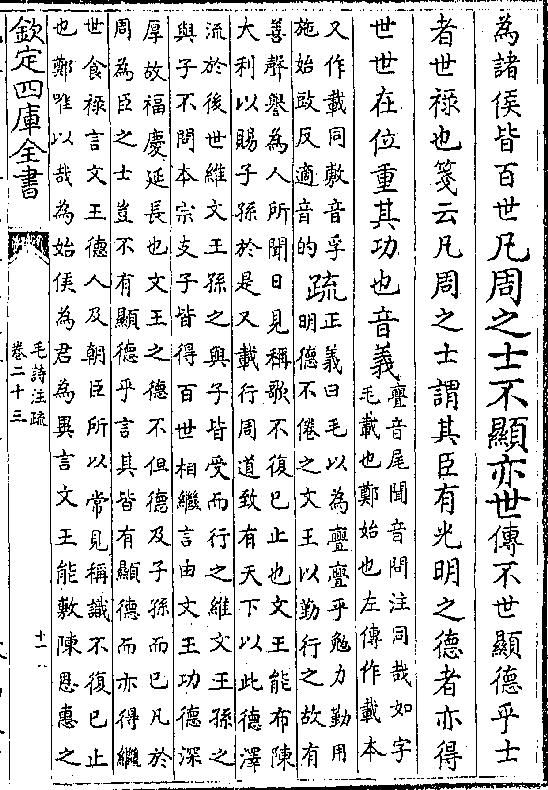 為諸侯皆百世凡周之士不顯亦世傳不世顯德乎士
者世祿也箋云凡周之士謂其臣有光明之德者亦得
世世在位重其功也音義
亹音尾聞音問注同哉如字
毛載也鄭始也左傳作載本
又作載同敷音孚
施始豉反適音的
疏
正義曰毛以為亹亹乎勉力勤用
明德不倦之文王以勤行之故有
善聲譽為人所聞日見稱歌不復已止也文王能布陳
大利以賜子孫於是又載行周道致有天下以此德澤
流於後世維文王孫之與子皆受而行之維文王孫之
與子不問本宗支子皆得百世相繼言由文王功德深
厚故福慶延長也文王之德不但德及子孫而已凡於
周為臣之士豈不有顯德乎言其皆有顯德而亦得繼
世食祿言文王德人及朝臣所以常見稱識不復已止
也鄭唯以哉為始侯為君為異言文王能敷陳恩惠之
欽定四庫全書
毛詩注疏
卷二十三
十一